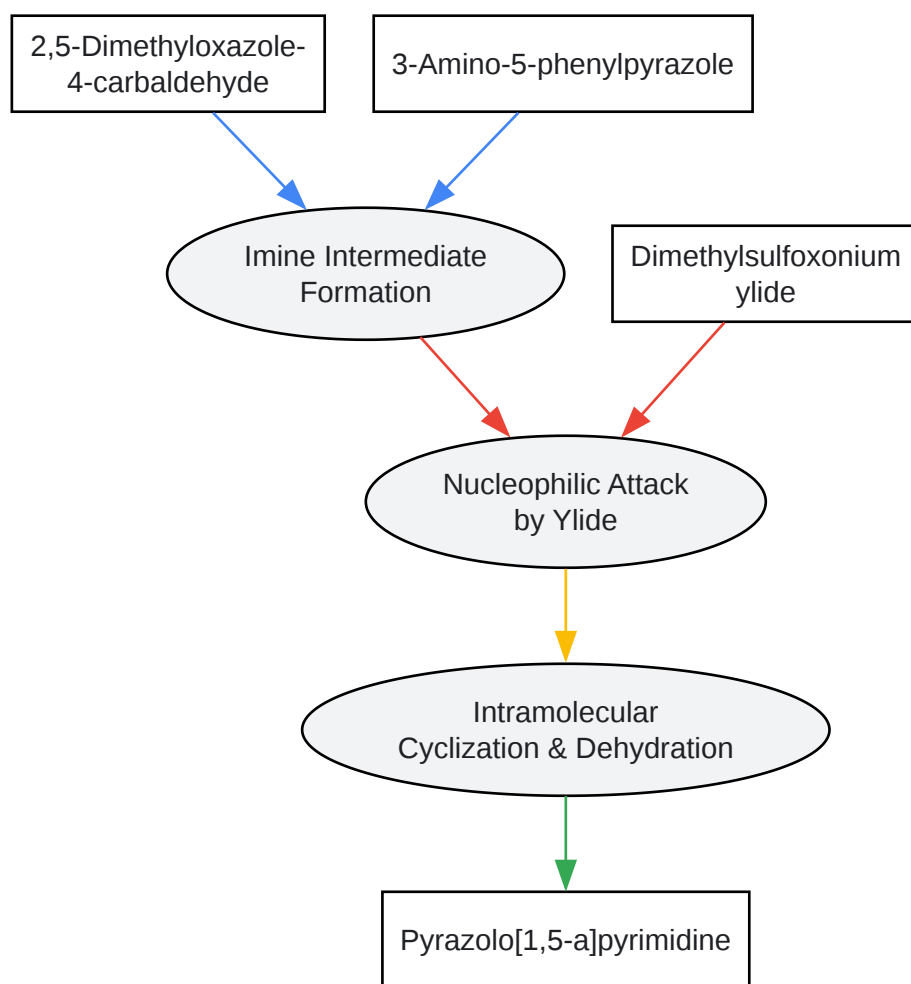 2,5-Dimethyloxazole-
4-carbaldehyde
3-Amino-5-phenylpyrazole
Imine Intermediate
Formation
Dimethylsulfoxonium
ylide
Nucleophilic Attack
by Ylide
Intramolecular
Cyclization & Dehydration
Pyrazolo[1,5-a]pyrimidine